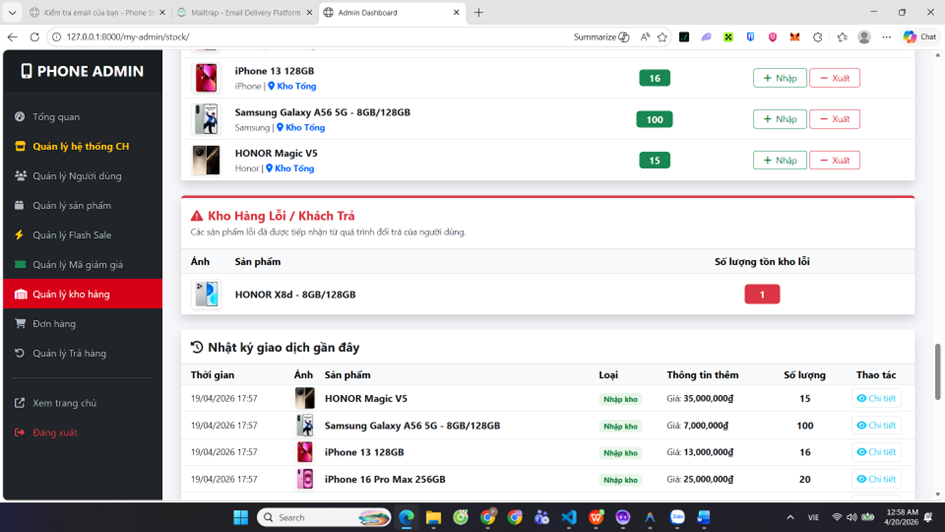 Kiểm tra email của bạn - Phone S
Mailtrap - Email Delivery Platform
Admin Dashboard
127.0.0.1:8000/my-admin/stock/
Summarize
Chat
PHONE ADMIN
Tổng quan
Quản lý hệ thống CH
Quản lý Người dùng
Quản lý sản phẩm
Quản lý Flash Sale
Quản lý Mã giảm giá
Quản lý kho hàng
Đơn hàng
Quản lý Trả hàng
Xem trang chủ
Đăng xuất
iPhone 13 128GB
iPhone | Kho Tổng
16
+ Nhập
− Xuất
Samsung Galaxy A56 5G - 8GB/128GB
Samsung | Kho Tổng
100
+ Nhập
− Xuất
HONOR Magic V5
Honor | Kho Tổng
15
+ Nhập
− Xuất
Kho Hàng Lỗi / Khách Trả
Các sản phẩm lỗi đã được tiếp nhận từ quá trình đổi trả của người dùng.
Ảnh Sản phẩm Số lượng tồn kho lỗi
HONOR X8d - 8GB/128GB 1
Nhật ký giao dịch gần đây
Thời gian Ảnh Sản phẩm Loại Thông tin thêm Số lượng Thao tác
19/04/2026 17:57 HONOR Magic V5 Nhập kho Giá: 35,000,000₫ 15 Chi tiết
19/04/2026 17:57 Samsung Galaxy A56 5G - 8GB/128GB Nhập kho Giá: 7,000,000₫ 100 Chi tiết
19/04/2026 17:57 iPhone 13 128GB Nhập kho Giá: 13,000,000₫ 16 Chi tiết
19/04/2026 17:57 iPhone 16 Pro Max 256GB Nhập kho Giá: 25,000,000₫ 20 Chi tiết
Search
VIE
12:58 AM
4/20/2026